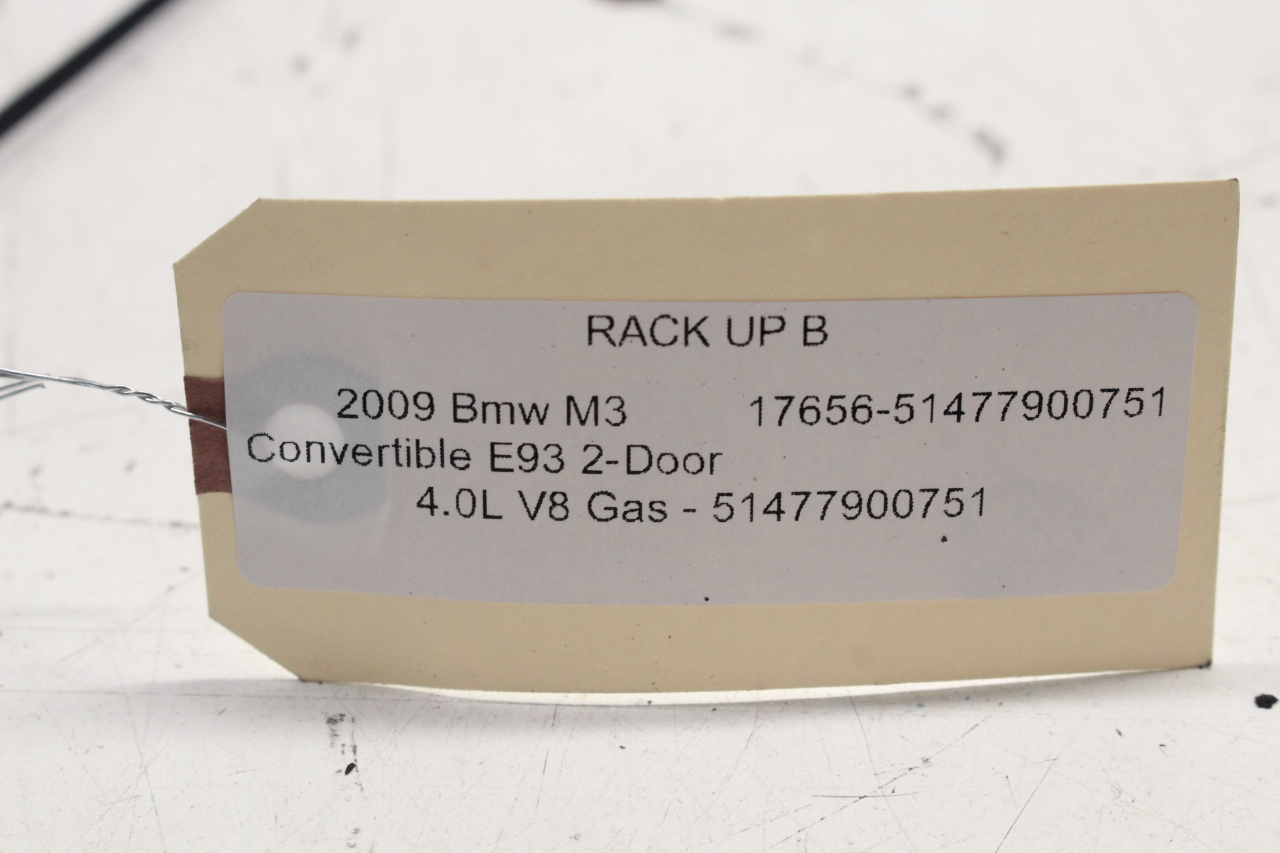 RACK UP B
2009 Bmw M3 17656-51477900751
Convertible E93 2-Door
4.0L V8 Gas - 51477900751